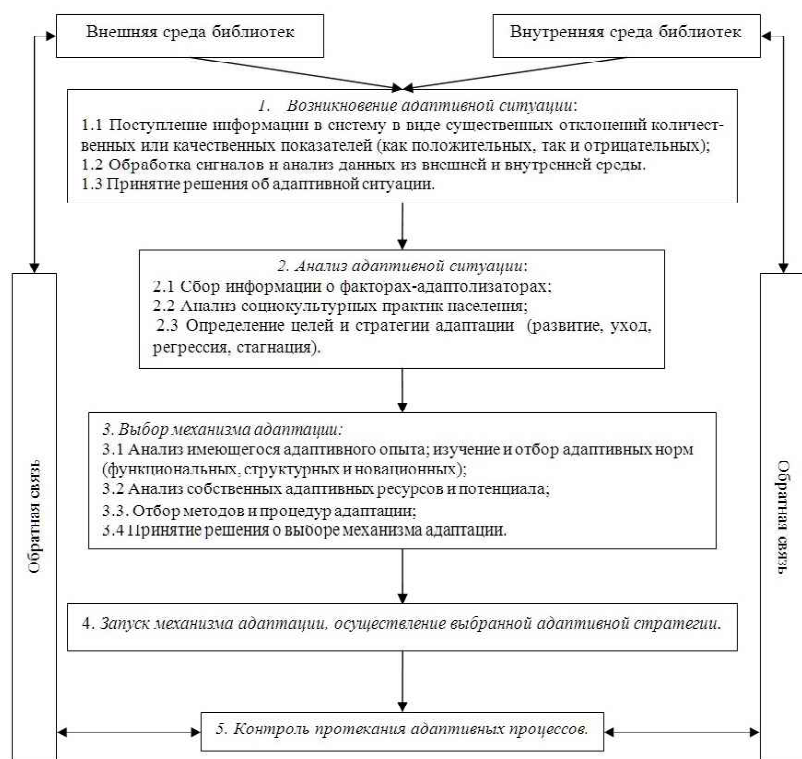 Внешняя среда библиотек
Внутренняя среда библиотек
1. Возникновение адаптивной ситуации:
1.1 Поступление информации в систему в виде существенных отклонений количест-
венных или качественных показателей (как положительных, так и отрицательных);
1.2 Обработка сигналов и анализ данных из внешней и внутренней среды.
1.3 Принятие решения об адаптивной ситуации.
2. Анализ адаптивной ситуации:
2.1 Сбор информации о факторах-адаптолизаторах;
2.2 Анализ социокультурных практик населения;
2.3 Определение целей и стратегии адаптации (развитие, уход,
регрессия, стагнация).
3. Выбор механизма адаптации:
3.1 Анализ имеющегося адаптивного опыта; изучение и отбор адаптивных норм
(функциональных, структурных и новационных);
3.2 Анализ собственных адаптивных ресурсов и потенциала;
3.3. Отбор методов и процедур адаптации;
3.4 Принятие решения о выборе механизма адаптации.
Обратная связь
Обратная связь
4. Запуск механизма адаптации, осуществление выбранной адаптивной стратегии.
5. Контроль протекания адаптивных процессов.